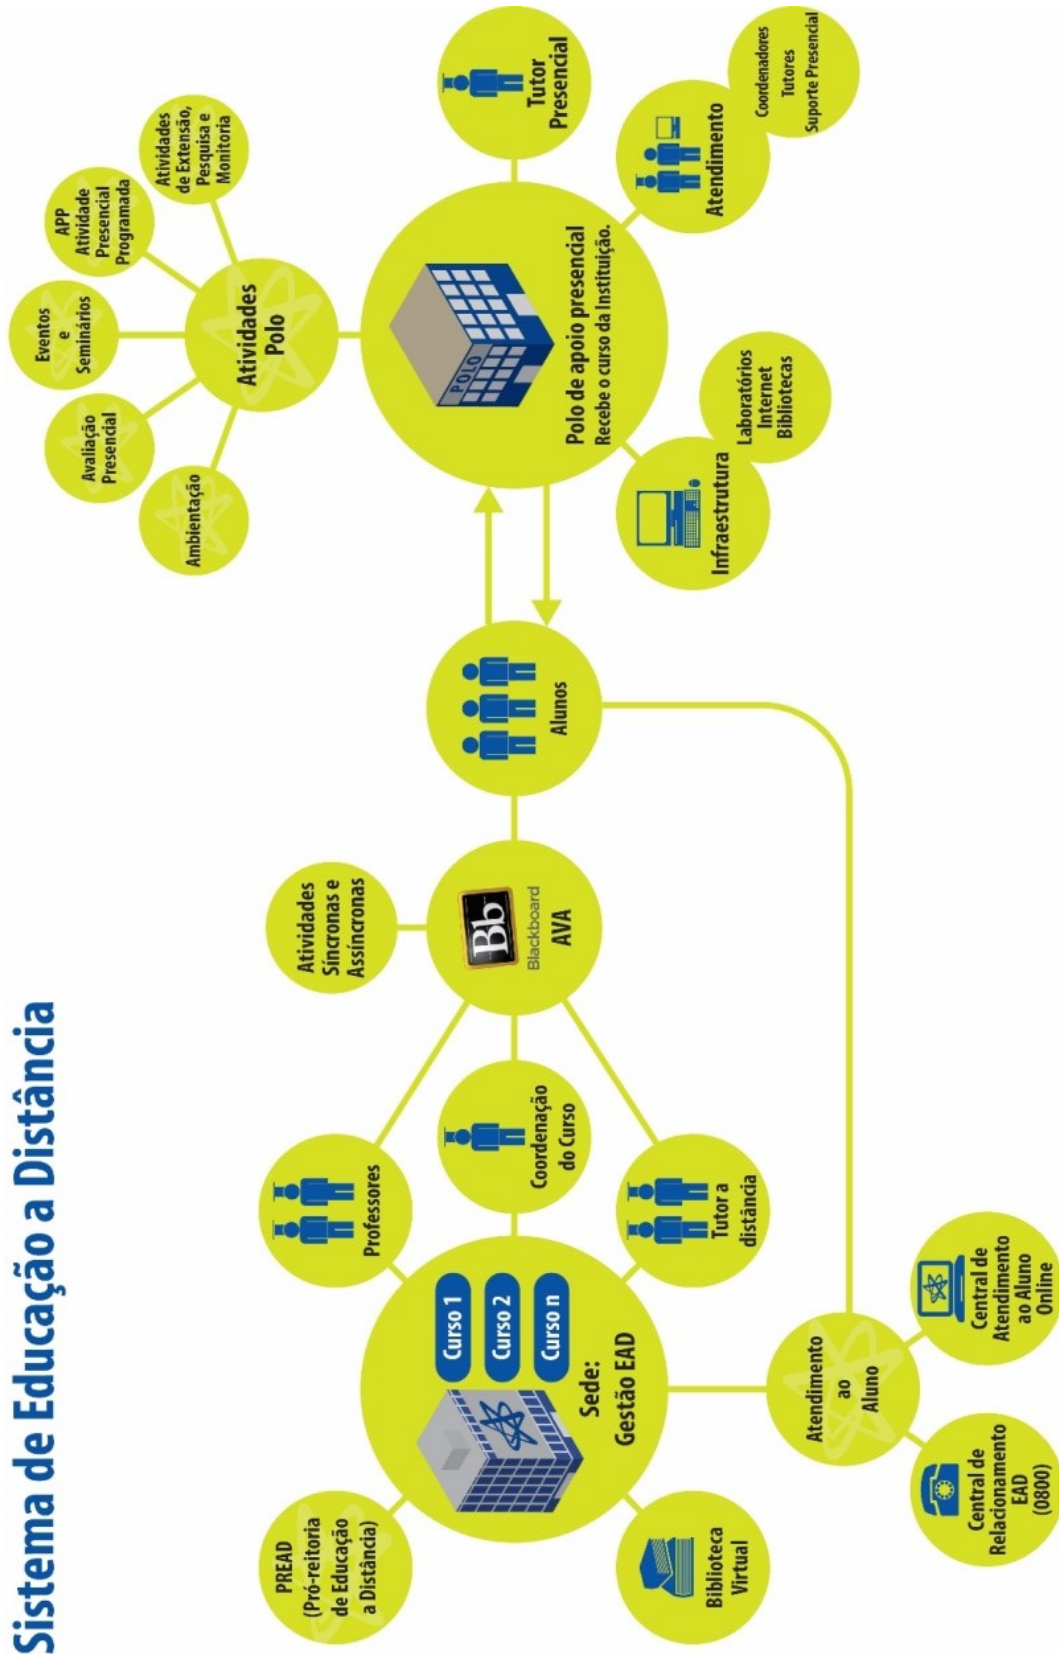 Sistema de Educação a Distância
PREAD
(Pró-reitoria
de Educação
a Distância)
Biblioteca
Virtual
Curso 1
Curso 2
Curso n
Sede:
Gestão EAD
Professores
Coordenação
do Curso
Tutor a
distância
Atendimento
ao
Aluno
Central de
Relacionamento
EAD
(0800)
Central de
Atendimento
ao Aluno
Online
Atividades
Síncronas e
Assíncronas
Bb
Blackboard
AVA
Alunos
POLO
Polo de apoio presencial
Recebe o curso da Instituição.
Atividades
Polo
Ambientação
Avaliação
Presencial
Eventos
e
Seminários
APP
Atividade
Presencial
Programada
Atividades
de Extensão,
Pesquisa e
Monitoria
Tutor
Presencial
Infraestrutura
Laboratórios
Internet
Bibliotecas
Atendimento
Coordenadores
Tutores
Suporte Presencial